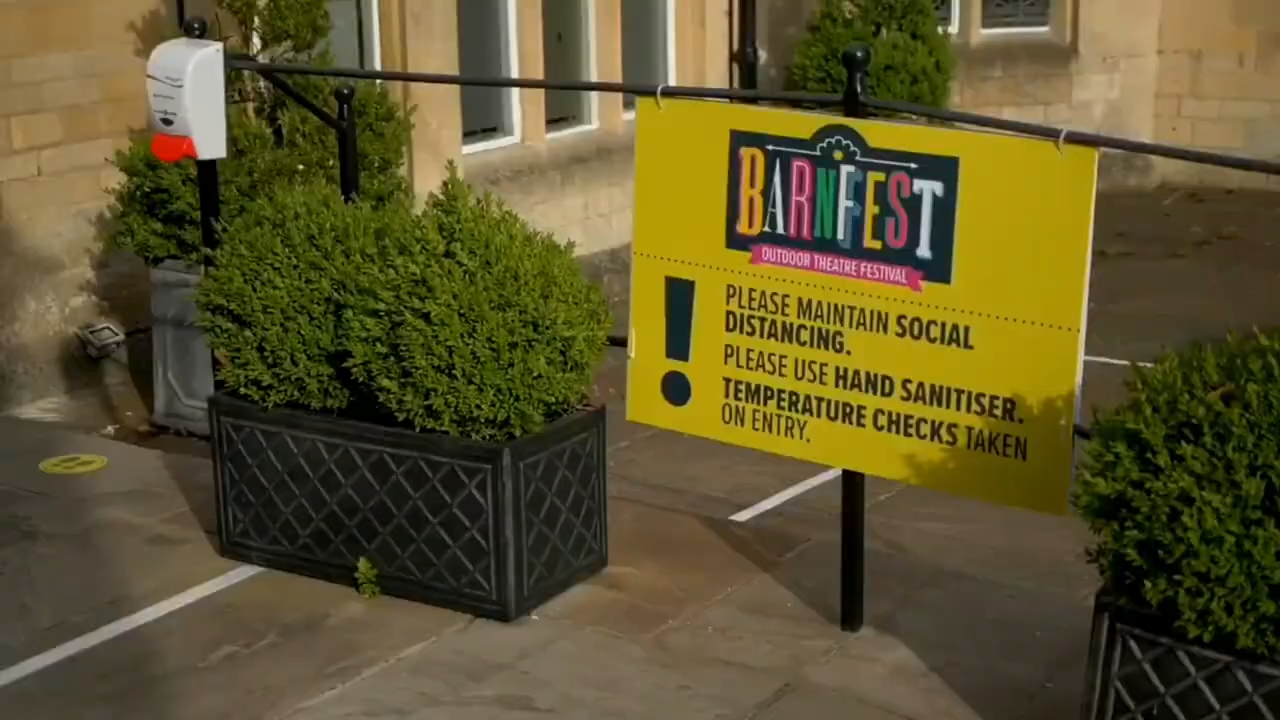 BARNFEST
OUTDOOR THEATRE FESTIVAL
PLEASE MAINTAIN SOCIAL
DISTANCING.
PLEASE USE HAND SANITISER.
TEMPERATURE CHECKS TAKEN
ON ENTRY.
!